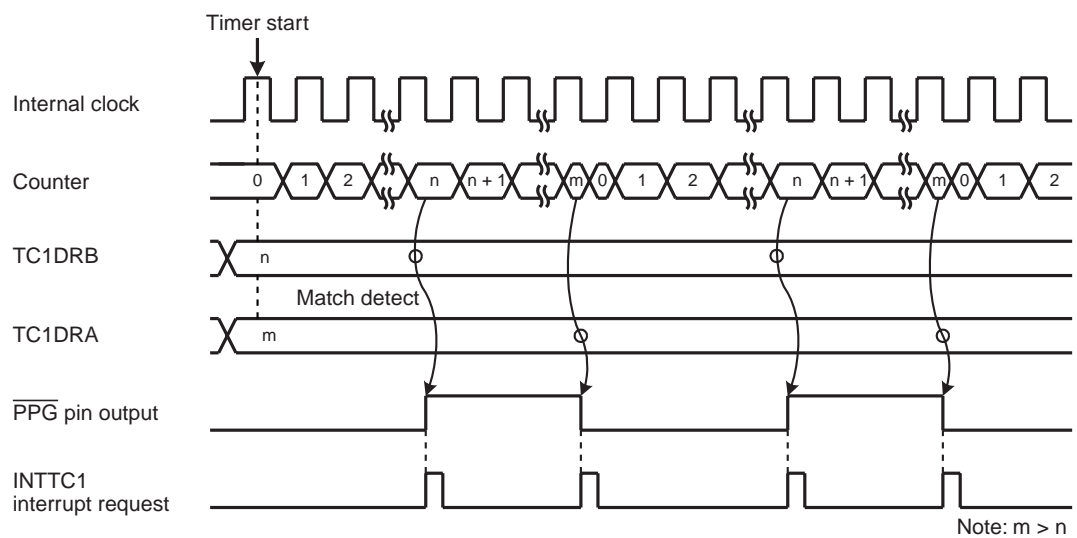 Timer start
Internal clock
Counter
0 1 2 n n + 1 m 0 1 2 n n + 1 m 0 1 2
TC1DRB
n
Match detect
TC1DRA
m
PPG pin output
INTTC1
interrupt request
Note: m > n